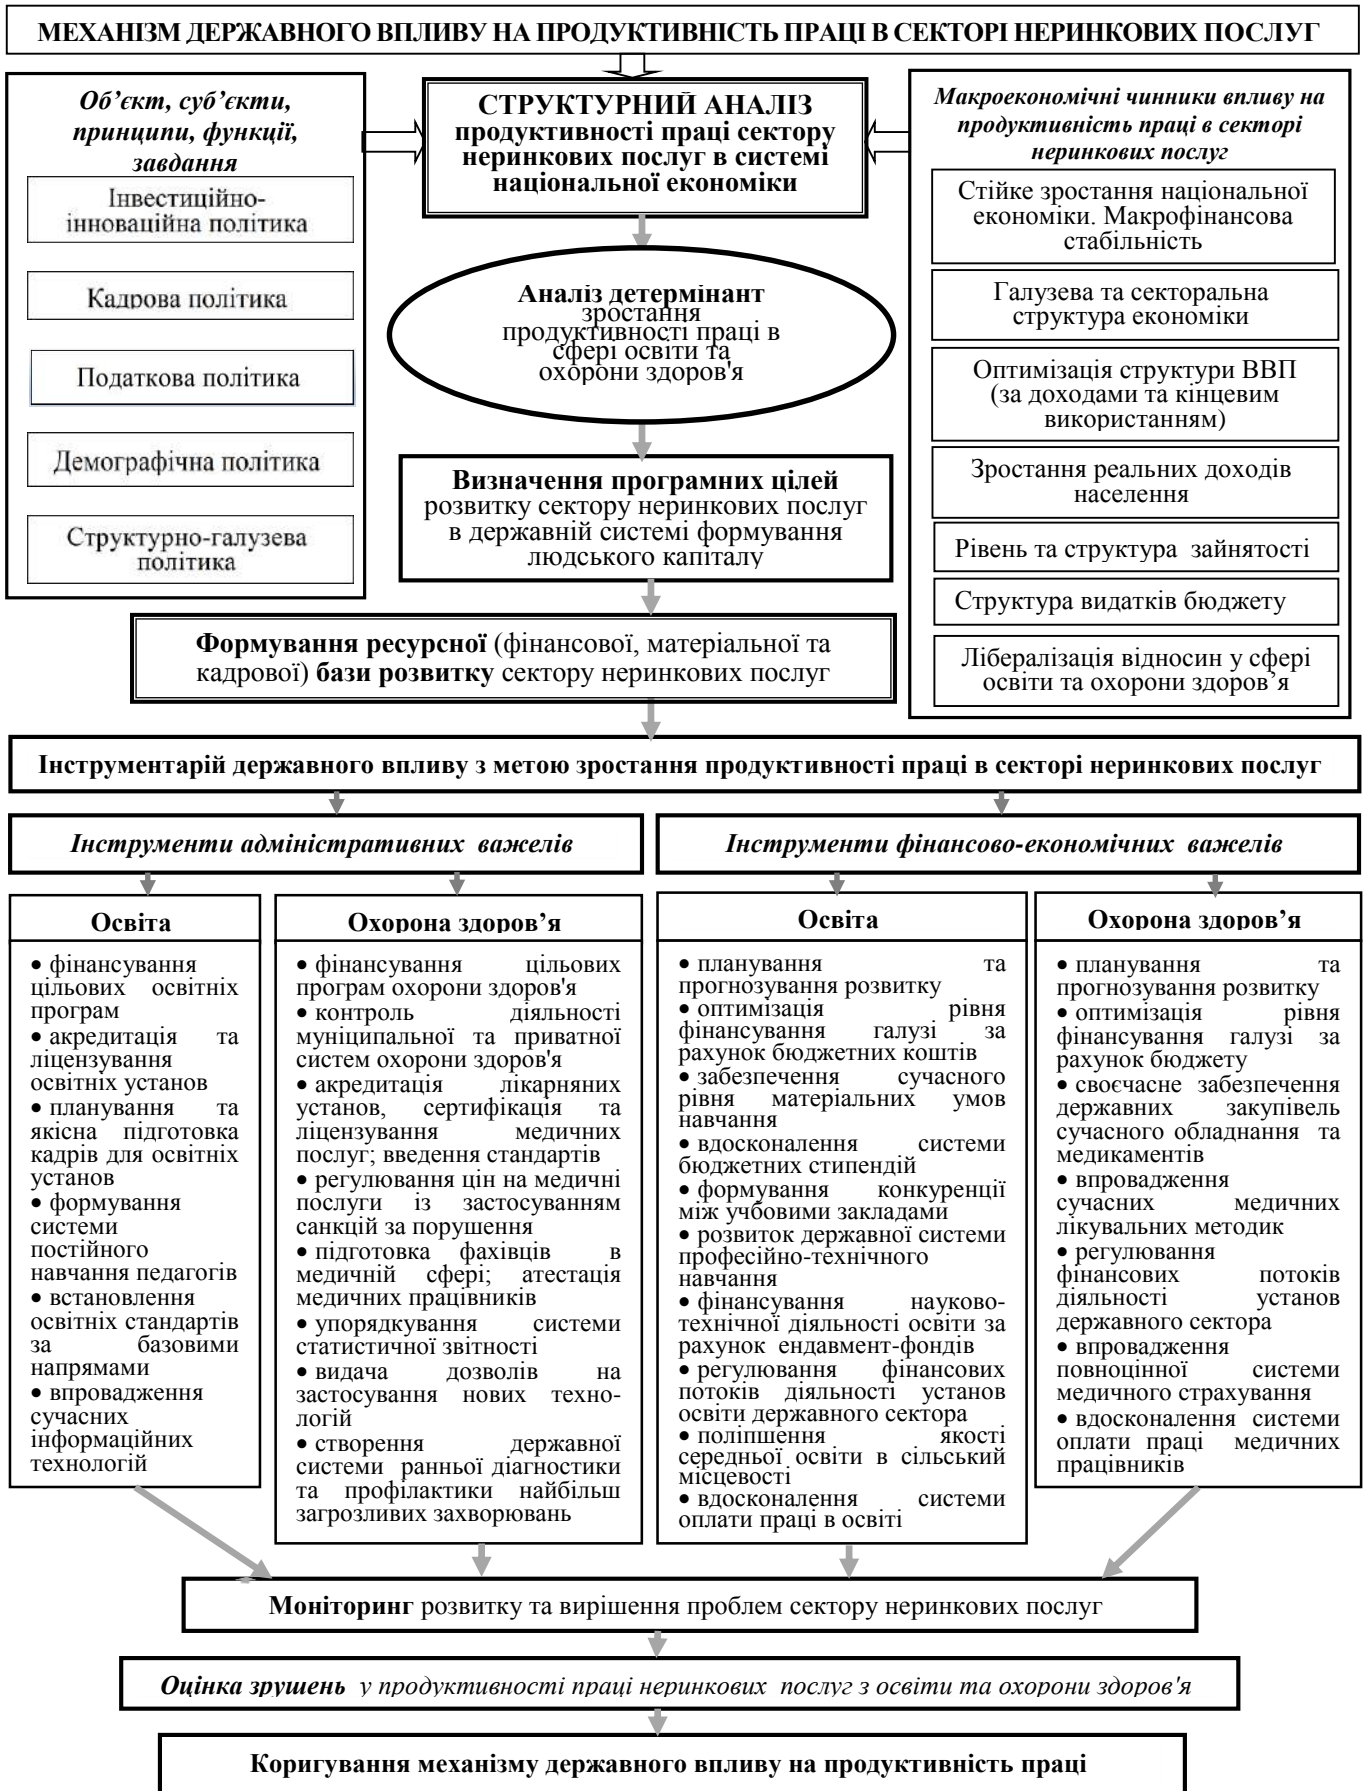 МЕХАНІЗМ ДЕРЖАВНОГО ВПЛИВУ НА ПРОДУКТИВНІСТЬ ПРАЦІ В СЕКТОРІ НЕРИНКОВИХ ПОСЛУГ
Об’єкт, суб’єкти,
принципи, функції,
завдання
Інвестиційно-
інноваційна політика
Кадрова політика
Податкова політика
Демографічна політика
Структурно-галузева
політика
СТРУКТУРНИЙ АНАЛІЗ
продуктивності праці сектору
неринкових послуг в системі
національної економіки
Аналіз детермінант
зростання
продуктивності праці в
сфері освіти та
охорони здоров'я
Визначення програмних цілей
розвитку сектору неринкових послуг
в державній системі формування
людського капіталу
Формування ресурсної (фінансової, матеріальної та
кадрової) бази розвитку сектору неринкових послуг
Макроекономічні чинники впливу на
продуктивність праці в секторі
неринкових послуг
Стійке зростання національної
економіки. Макрофінансова
стабільність
Галузева та секторальна
структура економіки
Оптимізація структури ВВП
(за доходами та кінцевим
використанням)
Зростання реальних доходів
населення
Рівень та структура зайнятості
Структура видатків бюджету
Лібералізація відносин у сфері
освіти та охорони здоров’я
Інструментарій державного впливу з метою зростання продуктивності праці в секторі неринкових послуг
Інструменти адміністративних важелів
Інструменти фінансово-економічних важелів
Освіта
• фінансування
цільових освітніх
програм
• акредитація та
ліцензування
освітніх установ
• планування та
якісна підготовка
кадрів для освітніх
установ
• формування
системи
постійного
навчання педагогів
• встановлення
освітніх стандартів
за базовими
напрямами
• впровадження
сучасних
інформаційних
технологій
Охорона здоров’я
• фінансування цільових
програм охорони здоров'я
• контроль діяльності
муніципальної та приватної
систем охорони здоров'я
• акредитація лікарняних
установ, сертифікація та
ліцензування медичних
послуг; введення стандартів
• регулювання цін на медичні
послуги із застосуванням
санкцій за порушення
• підготовка фахівців в
медичній сфері; атестація
медичних працівників
• упорядкування системи
статистичної звітності
• видача дозволів на
застосування нових техно-
логій
• створення державної
системи ранньої діагностики
та профілактики найбільш
загрозливих захворювань
Освіта
• планування та
прогнозування розвитку
• оптимізація рівня
фінансування галузі за
рахунок бюджетних коштів
• забезпечення сучасного
рівня матеріальних умов
навчання
• вдосконалення системи
бюджетних стипендій
• формування конкуренції
між учбовими закладами
• розвиток державної системи
професійно-технічного
навчання
• фінансування науково-
технічної діяльності освіти за
рахунок ендавмент-фондів
• регулювання фінансових
потоків діяльності установ
освіти державного сектора
• поліпшення якості
середньої освіти в сільський
місцевості
• вдосконалення системи
оплати праці в освіті
Охорона здоров’я
• планування та
прогнозування розвитку
• оптимізація рівня
фінансування галузі за
рахунок бюджету
• своєчасне забезпечення
державних закупівель
сучасного обладнання та
медикаментів
• впровадження
сучасних медичних
лікувальних методик
• регулювання
фінансових потоків
діяльності установ
державного сектора
• впровадження
повноцінної системи
медичного страхування
• вдосконалення системи
оплати праці медичних
працівників
Моніторинг розвитку та вирішення проблем сектору неринкових послуг
Оцінка зрушень у продуктивності праці неринкових послуг з освіти та охорони здоров'я
Коригування механізму державного впливу на продуктивність праці